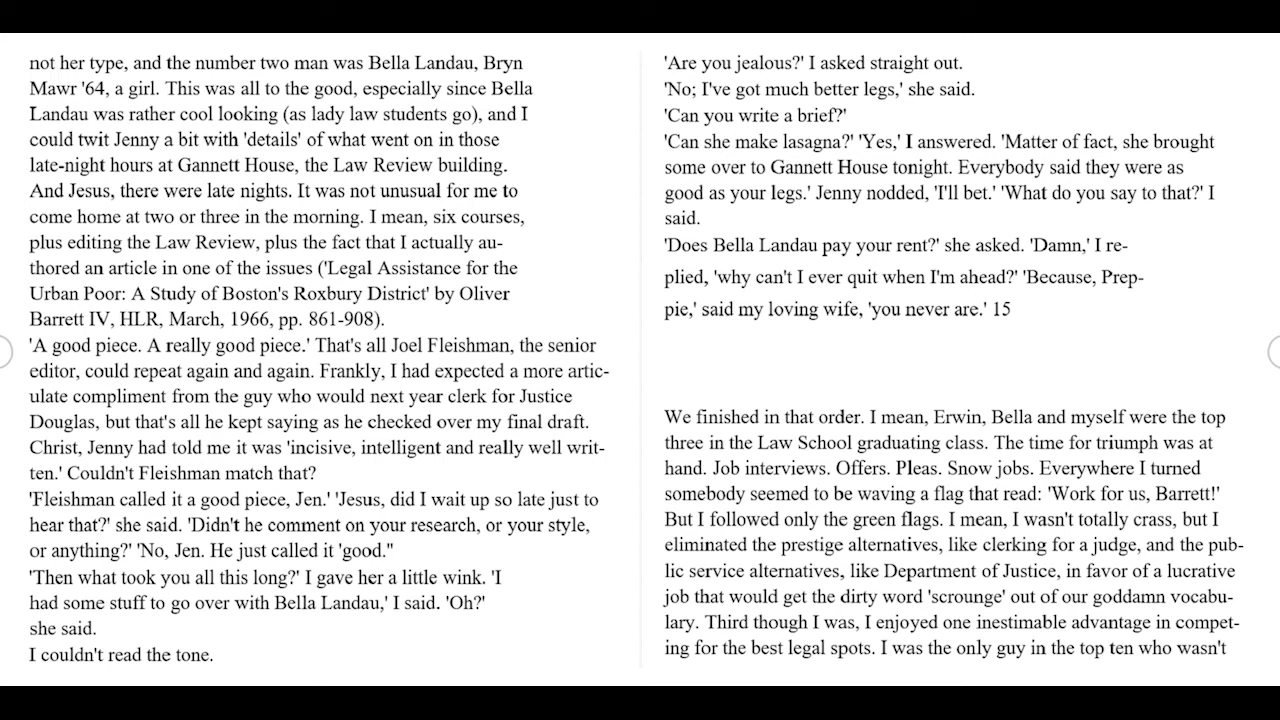 not her type, and the number two man was Bella Landau, Bryn
Mawr '64, a girl. This was all to the good, especially since Bella
Landau was rather cool looking (as lady law students go), and I
could twit Jenny a bit with 'details' of what went on in those
late-night hours at Gannett House, the Law Review building.
And Jesus, there were late nights. It was not unusual for me to
come home at two or three in the morning. I mean, six courses,
plus editing the Law Review, plus the fact that I actually au-
thored an article in one of the issues ('Legal Assistance for the
Urban Poor: A Study of Boston's Roxbury District' by Oliver
Barrett IV, HLR, March, 1966, pp. 861-908).
'A good piece. A really good piece.' That's all Joel Fleishman, the senior
editor, could repeat again and again. Frankly, I had expected a more artic-
ulate compliment from the guy who would next year clerk for Justice
Douglas, but that's all he kept saying as he checked over my final draft.
Christ, Jenny had told me it was 'incisive, intelligent and really well writ-
ten.' Couldn't Fleishman match that?
'Fleishman called it a good piece, Jen.' 'Jesus, did I wait up so late just to
hear that?' she said. 'Didn't he comment on your research, or your style,
or anything?' 'No, Jen. He just called it 'good.''
'Then what took you all this long?' I gave her a little wink. 'I
had some stuff to go over with Bella Landau,' I said. 'Oh?'
she said.
I couldn't read the tone.
'Are you jealous?' I asked straight out.
'No; I've got much better legs,' she said.
'Can you write a brief?'
'Can she make lasagna?' 'Yes,' I answered. 'Matter of fact, she brought
some over to Gannett House tonight. Everybody said they were as
good as your legs.' Jenny nodded, 'I'll bet.' 'What do you say to that?' I
said.
'Does Bella Landau pay your rent?' she asked. 'Damn,' I re-
plied, 'why can't I ever quit when I'm ahead?' 'Because, Prep-
pie,' said my loving wife, 'you never are.' 15
We finished in that order. I mean, Erwin, Bella and myself were the top
three in the Law School graduating class. The time for triumph was at
hand. Job interviews. Offers. Pleas. Snow jobs. Everywhere I turned
somebody seemed to be waving a flag that read: 'Work for us, Barrett!'
But I followed only the green flags. I mean, I wasn't totally crass, but I
eliminated the prestige alternatives, like clerking for a judge, and the pub-
lic service alternatives, like Department of Justice, in favor of a lucrative
job that would get the dirty word 'scrounge' out of our goddamn vocabu-
lary. Third though I was, I enjoyed one inestimable advantage in compet-
ing for the best legal spots. I was the only guy in the top ten who wasn't